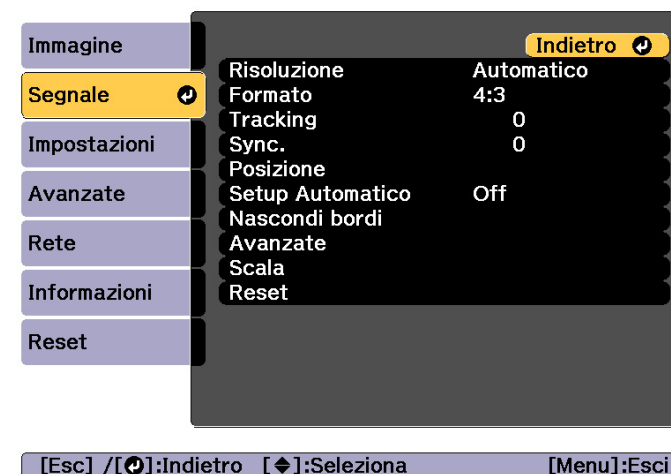 Immagine
Segnale
Impostazioni
Avanzate
Rete
Informazioni
Reset
Indietro
Risoluzione Automatico
Formato 4:3
Tracking 0
Sync. 0
Posizione
Setup Automatico Off
Nascondi bordi
Avanzate
Scala
Reset
[Esc] /[⏎]:Indietro [◆]:Seleziona [Menu]:Esci